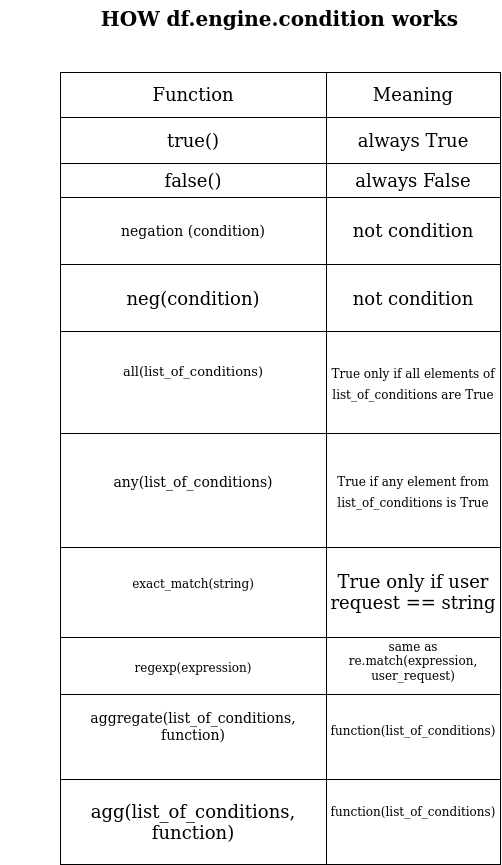 HOW df.engine.condition works
Function Meaning
true() always True
false() always False
negation (condition) not condition
neg(condition) not condition
all(list_of_conditions)
True only if all elements of
list_of_conditions are True
any(list_of_conditions)
True if any element from
list_of_conditions is True
exact_match(string)
True only if user
request == string
regexp(expression)
same as
re.match(expression,
user_request)
aggregate(list_of_conditions,
function)
function(list_of_conditions)
agg(list_of_conditions,
function)
function(list_of_conditions)